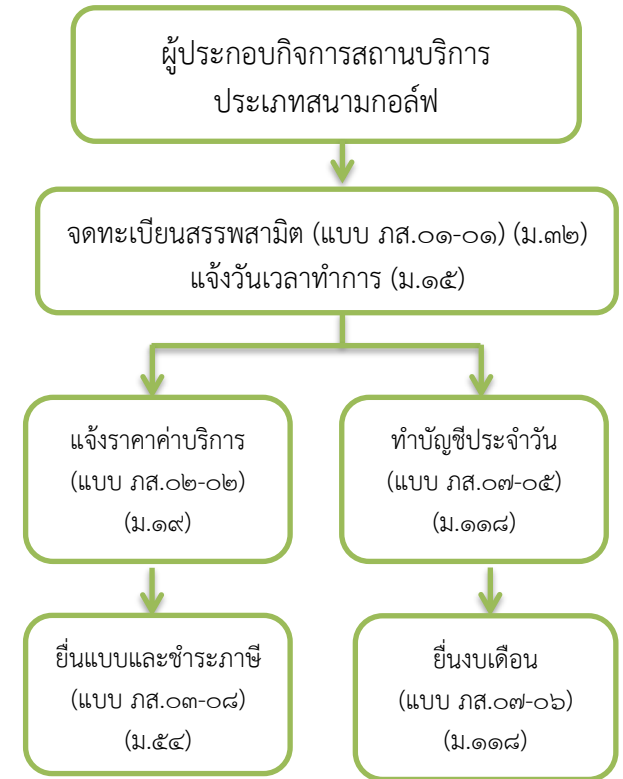 ผู้ประกอบกิจการสถานบริการ
ประเภทสนามกอล์ฟ
จดทะเบียนสรรพสามิต (แบบ ภส.๐๑-๐๑) (ม.๓๒)
แจ้งวันเวลาทำการ (ม.๑๕)
แจ้งราคาค่าบริการ
(แบบ ภส.๐๒-๐๒)
(ม.๑๙)
ทำบัญชีประจำวัน
(แบบ ภส.๐๗-๐๕)
(ม.๑๑๘)
ยื่นแบบและชำระภาษี
(แบบ ภส.๐๓-๐๘)
(ม.๕๔)
ยื่นงบเดือน
(แบบ ภส.๐๗-๐๖)
(ม.๑๑๘)